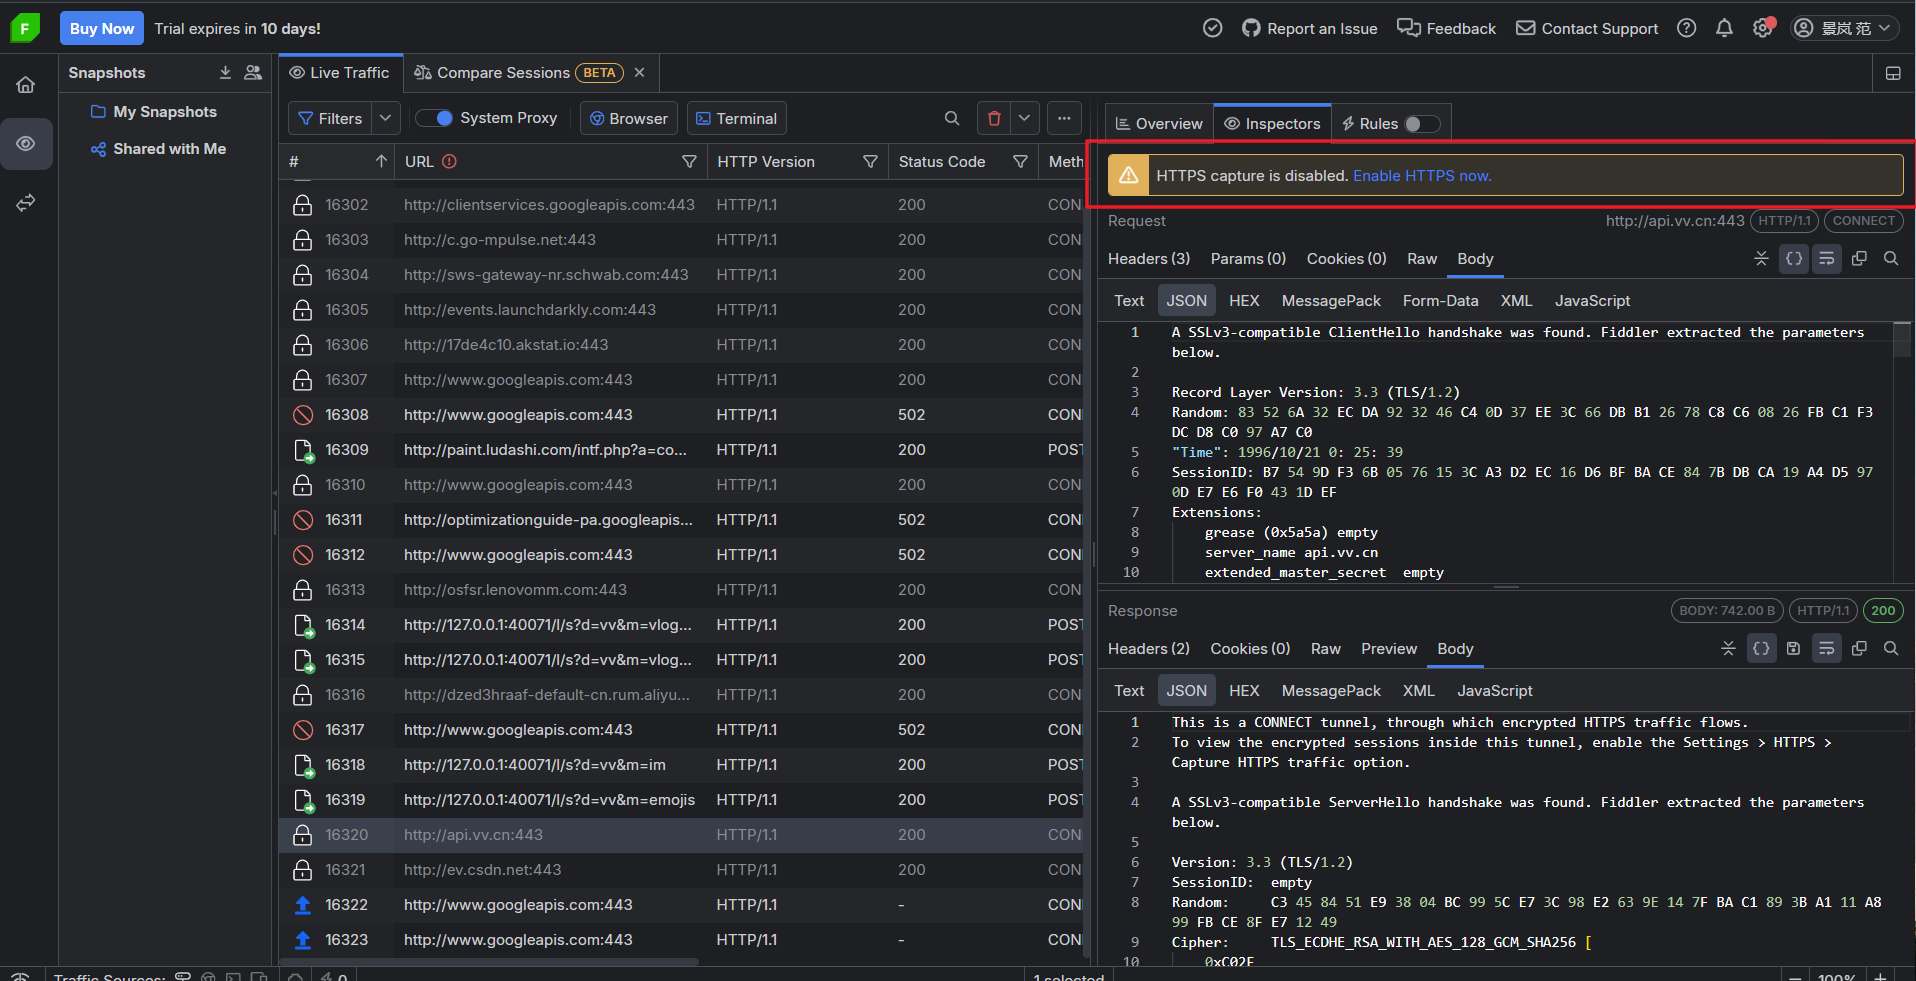 F
Buy Now
Trial expires in 10 days!
Report an Issue
Feedback
Contact Support
景岚 范
Snapshots
My Snapshots
Shared with Me
Live Traffic
Compare Sessions BETA
Filters
System Proxy
Browser
Terminal
# URL HTTP Version Status Code Meth
16302 http://clientservices.googleapis.com:443 HTTP/1.1 200 CON
16303 http://c.go-mpulse.net:443 HTTP/1.1 200 CON
16304 http://sws-gateway-nr.schwab.com:443 HTTP/1.1 200 CON
16305 http://events.launchdarkly.com:443 HTTP/1.1 200 CON
16306 http://17de4c10.akstat.io:443 HTTP/1.1 200 CON
16307 http://www.googleapis.com:443 HTTP/1.1 200 CON
16308 http://www.googleapis.com:443 HTTP/1.1 502 CON
16309 http://paint.ludashi.com/intf.php?a=co... HTTP/1.1 200 POST
16310 http://www.googleapis.com:443 HTTP/1.1 200 CON
16311 http://optimizationguide-pa.googleapis... HTTP/1.1 502 CON
16312 http://www.googleapis.com:443 HTTP/1.1 502 CON
16313 http://osfsr.lenovomm.com:443 HTTP/1.1 200 CON
16314 http://127.0.0.1:40071/l/s?d=vv&m=vlog... HTTP/1.1 200 POST
16315 http://127.0.0.1:40071/l/s?d=vv&m=vlog... HTTP/1.1 200 POST
16316 http://dzed3hraaf-default-cn.rum.aliyu... HTTP/1.1 200 CON
16317 http://www.googleapis.com:443 HTTP/1.1 502 CON
16318 http://127.0.0.1:40071/l/s?d=vv&m=im HTTP/1.1 200 POST
16319 http://127.0.0.1:40071/l/s?d=vv&m=emojis HTTP/1.1 200 POST
16320 http://api.vv.cn:443 HTTP/1.1 200 CON
16321 http://ev.csdn.net:443 HTTP/1.1 200 CON
16322 http://www.googleapis.com:443 HTTP/1.1 - CON
16323 http://www.googleapis.com:443 HTTP/1.1 - CON
Overview
Inspectors
Rules
HTTPS capture is disabled. Enable HTTPS now.
Request http://api.vv.cn:443 HTTP/1.1 CONNECT
Headers (3) Params (0) Cookies (0) Raw Body
Text JSON HEX MessagePack Form-Data XML JavaScript
1 A SSLv3-compatible ClientHello handshake was found. Fiddler extracted the parameters
below.
2
3 Record Layer Version: 3.3 (TLS/1.2)
4 Random: 83 52 6A 32 EC DA 92 32 46 C4 0D 37 EE 3C 66 DB B1 26 78 C8 C6 08 26 FB C1 F3
DC D8 C0 97 A7 C0
5 "Time": 1996/10/21 0: 25: 39
6 SessionID: B7 54 9D F3 6B 05 76 15 3C A3 D2 EC 16 D6 BF BA CE 84 7B DB CA 19 A4 D5 97
0D E7 E6 F0 43 1D EF
7 Extensions:
8 grease (0x5a5a) empty
9 server_name api.vv.cn
10 extended_master_secret empty
Response BODY: 742.00 B HTTP/1.1 200
Headers (2) Cookies (0) Raw Preview Body
Text JSON HEX MessagePack XML JavaScript
1 This is a CONNECT tunnel, through which encrypted HTTPS traffic flows.
2 To view the encrypted sessions inside this tunnel, enable the Settings > HTTPS >
Capture HTTPS traffic option.
3
4 A SSLv3-compatible ServerHello handshake was found. Fiddler extracted the parameters
below.
5
6 Version: 3.3 (TLS/1.2)
7 SessionID: empty
8 Random: C3 45 84 51 E9 38 04 BC 99 5C E7 3C 98 E2 63 9E 14 7F BA C1 89 3B A1 11 A8
99 FB CE 8F E7 12 49
9 Cipher: TLS_ECDHE_RSA_WITH_AES_128_GCM_SHA256 [
10 0xC02F
Traffic Sources: 0 1 selected 100%